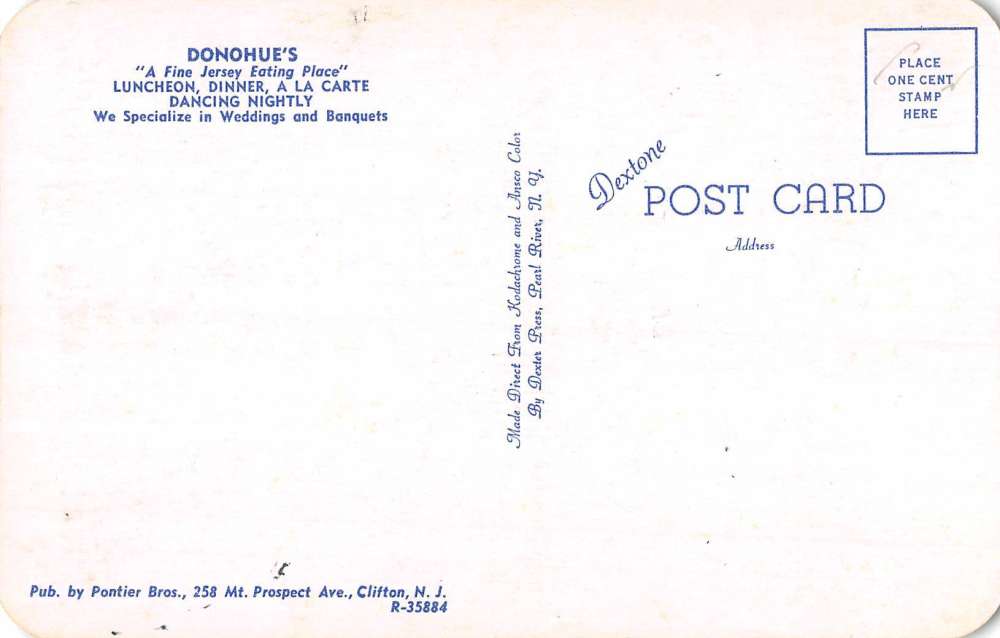 DONOHUE'S
"A Fine Jersey Eating Place"
LUNCHEON, DINNER, A LA CARTE
DANCING NIGHTLY
We Specialize in Weddings and Banquets
Pub. by Pontier Bros., 258 Mt. Prospect Ave., Clifton, N. J.
R-35884
Made Direct From Kodachrome and Ansco Color
By Dexter Press, Pearl River, N. Y.
Dextone
POST CARD
Address
PLACE
ONE CENT
STAMP
HERE